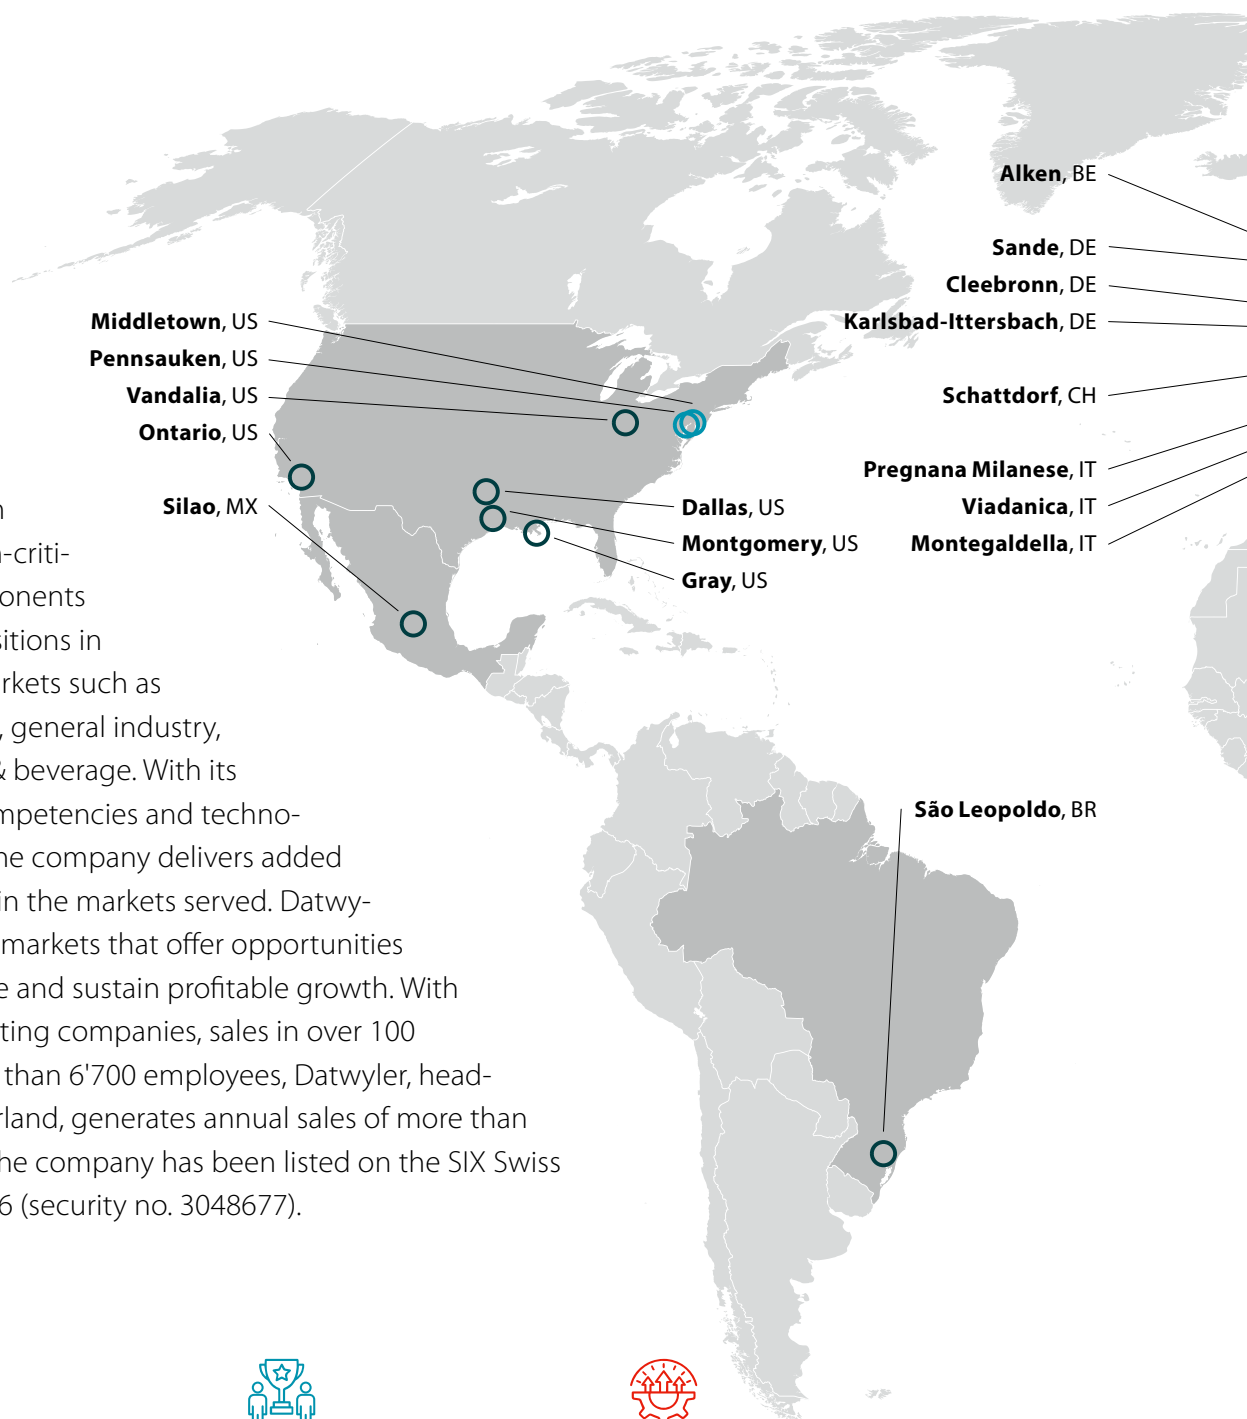 Alken, BE
Sande, DE
Cleebronn, DE
Karlsbad-Ittersbach, DE
Schattdorf, CH
Pregnana Milanese, IT
Viadanica, IT
Montegaldella, IT
Middletown, US
Pennsauken, US
Vandalia, US
Ontario, US
Silao, MX
Dallas, US
Montgomery, US
Gray, US
São Leopoldo, BR
-criti-
onents
sitions in
rkets such as
, general industry,
& beverage. With its
mpetencies and techno-
he company delivers added
in the markets served. Datwy-
markets that offer opportunities
e and sustain profitable growth. With
ting companies, sales in over 100
than 6'700 employees, Datwyler, head-
rland, generates annual sales of more than
he company has been listed on the SIX Swiss
6 (security no. 3048677).